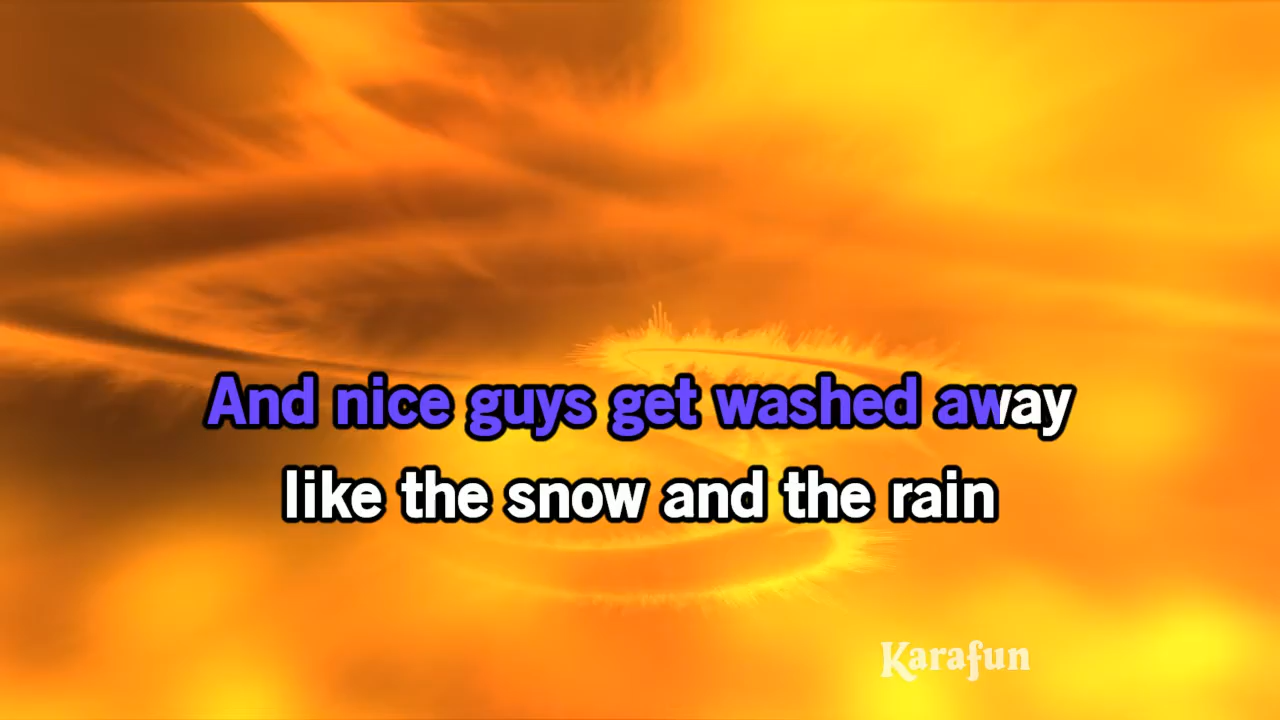 And nice guys get washed away
like the snow and the rain
Karafun